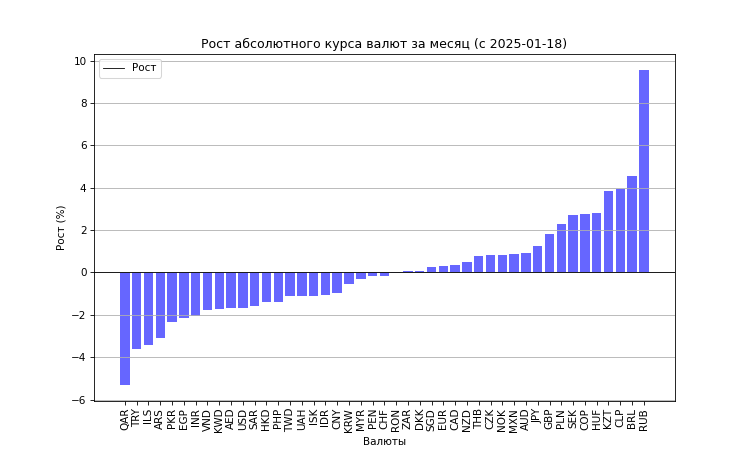 Рост абсолютного курса валют за месяц (с 2025-01-18)
Рост
10
8
6
4
2
0
−2
−4
−6
Рост (%)
QAR TRY ILS ARS PKR EGP INR VND KWD AED USD SAR HKD PHP TWD UAH ISK IDR CNY KRW MYR PEN CHF RON ZAR DKK SGD EUR CAD NZD THB CZK NOK MXN AUD JPY GBP PLN SEK COP HUF KZT CLP BRL RUB
Валюты